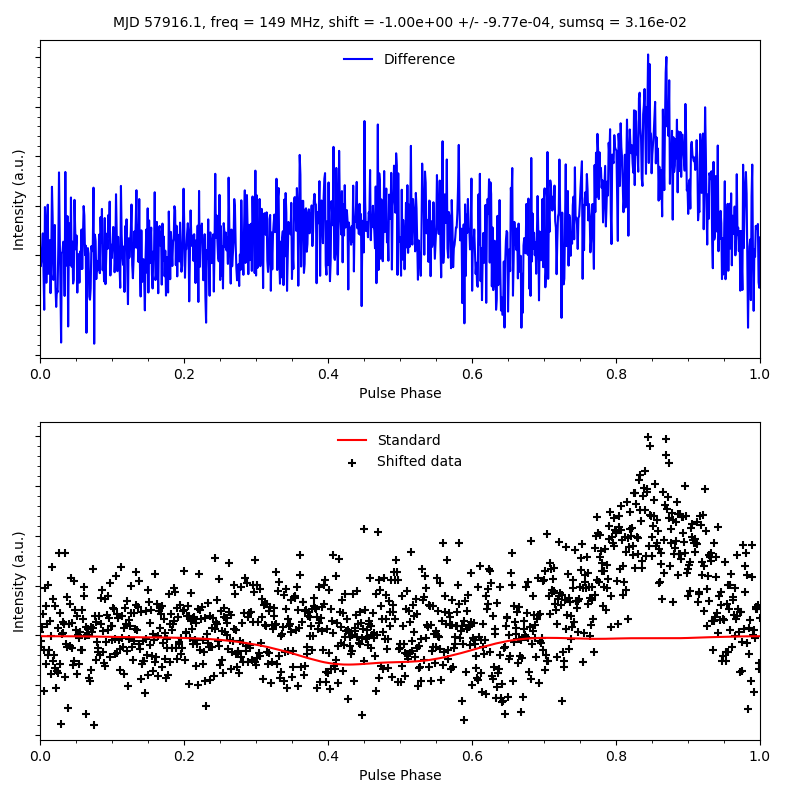 MJD 57916.1, freq = 149 MHz, shift = -1.00e+00 +/- -9.77e-04, sumsq = 3.16e-02
Difference
Intensity (a.u.)
0.0 0.2 0.4 0.6 0.8 1.0
Pulse Phase
Standard
Shifted data
Intensity (a.u.)
0.0 0.2 0.4 0.6 0.8 1.0
Pulse Phase